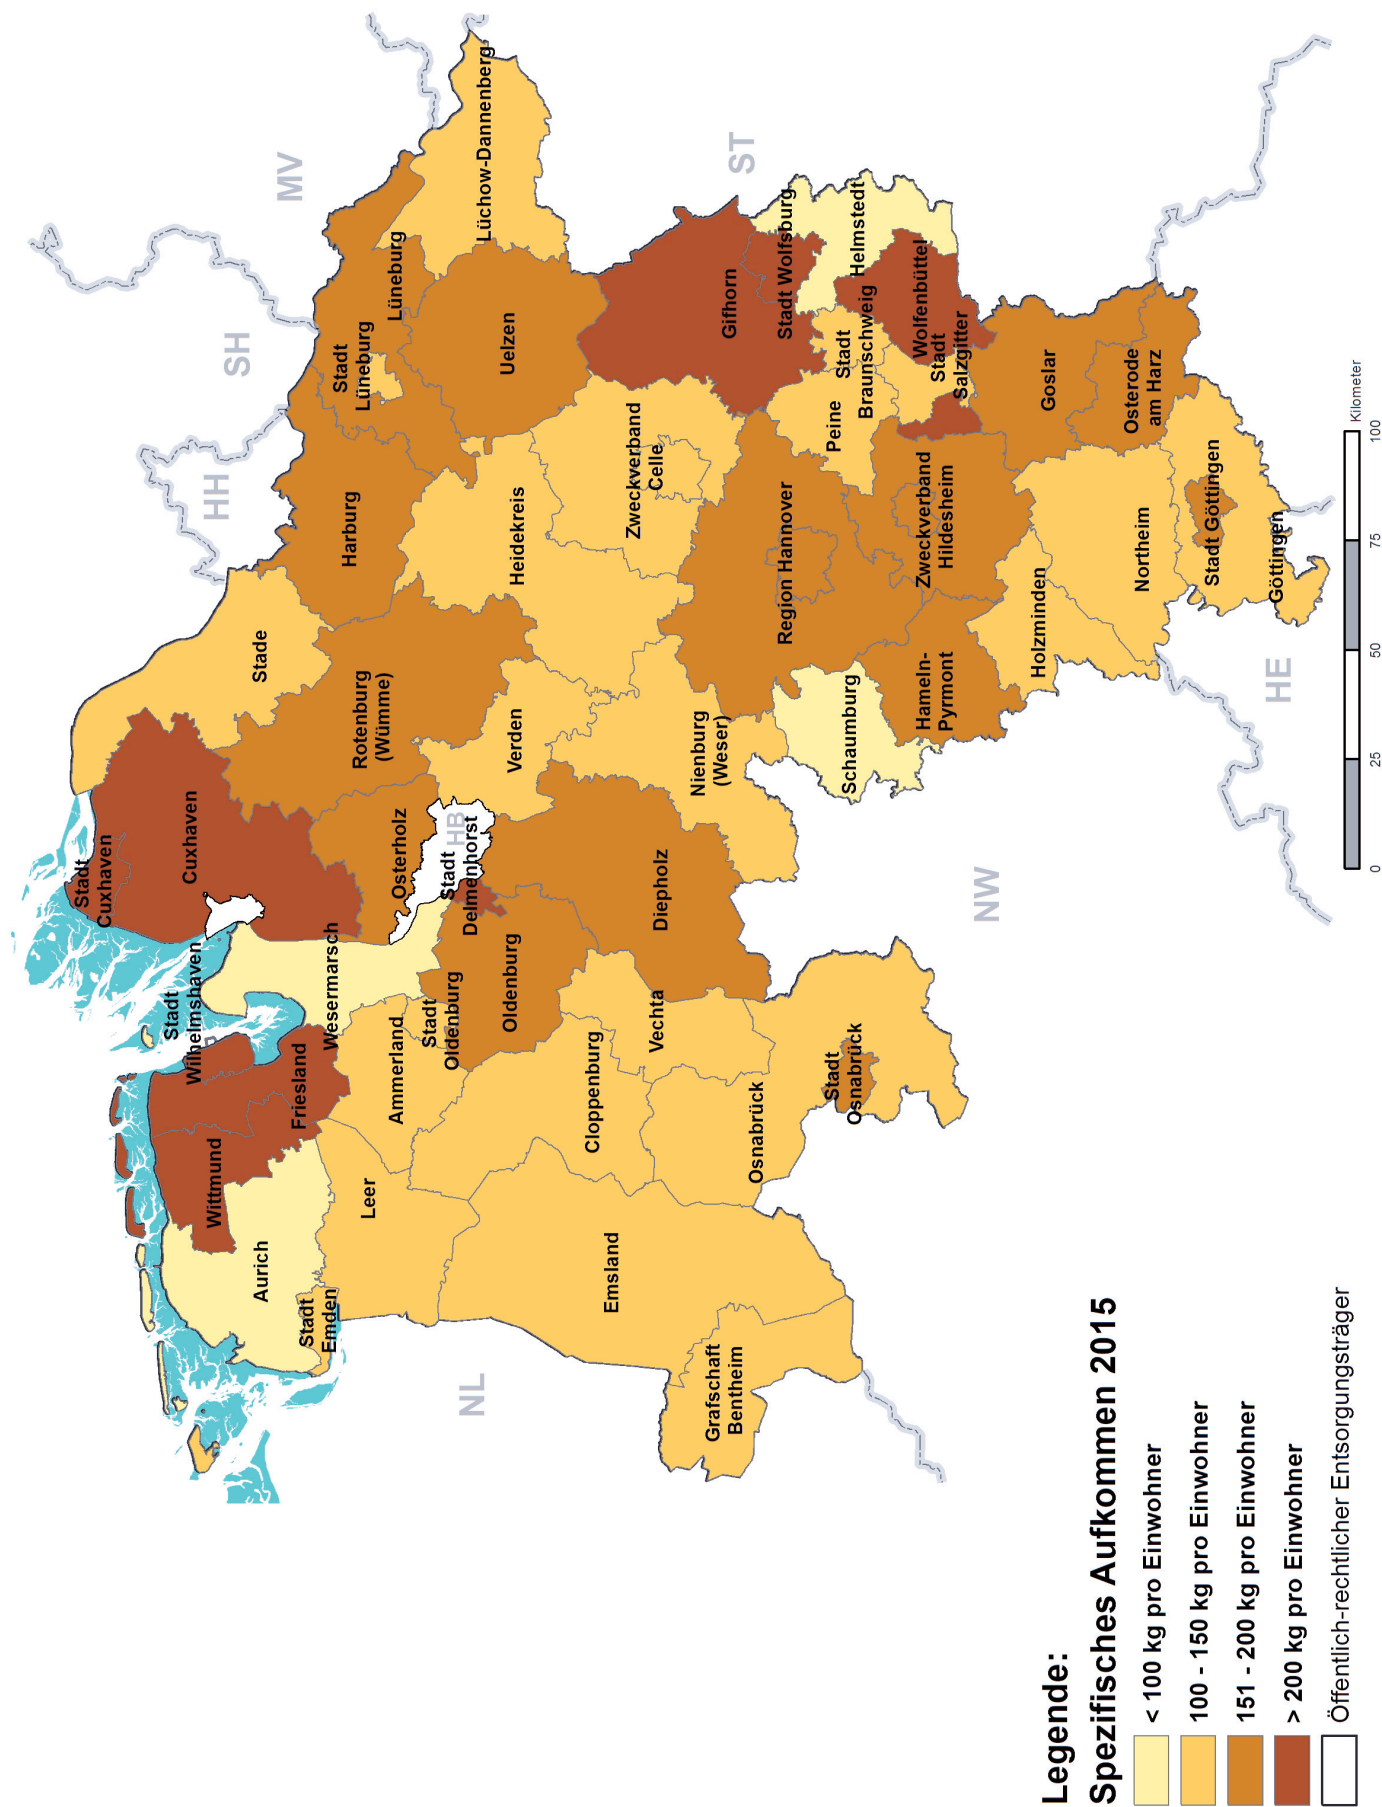 MV
SH
HH
ST
HB
NW
NL
HE
Stadt
Cuxhaven
Cuxhaven
Stade
Stadt
Wilhelmshaven
Wittmund
Friesland
Wesermarsch
Aurich
Stadt
Emden
Leer
Ammerland
Stadt
Oldenburg
Oldenburg
Osterholz
Stadt
Delmenhorst
Rotenburg
(Wümme)
Harburg
Stadt
Lüneburg
Lüneburg
Lüchow-Dannenberg
Uelzen
Heidekreis
Verden
Zweckverband
Celle
Gifhorn
Stadt Wolfsburg
Helmstedt
Stadt
Braunschweig
Wolfenbüttel
Stadt
Salzgitter
Peine
Region Hannover
Nienburg
(Weser)
Diepholz
Vechta
Cloppenburg
Emsland
Grafschaft
Bentheim
Osnabrück
Stadt
Osnabrück
Schaumburg
Hameln-
Pyrmont
Zweckverband
Hildesheim
Holzminden
Northeim
Goslar
Osterode
am Harz
Stadt Göttingen
Göttingen
Legende:
Spezifisches Aufkommen 2015
< 100 kg pro Einwohner
100 - 150 kg pro Einwohner
151 - 200 kg pro Einwohner
> 200 kg pro Einwohner
Öffentlich-rechtlicher Entsorgungsträger
0 25 50 75 100
Kilometer